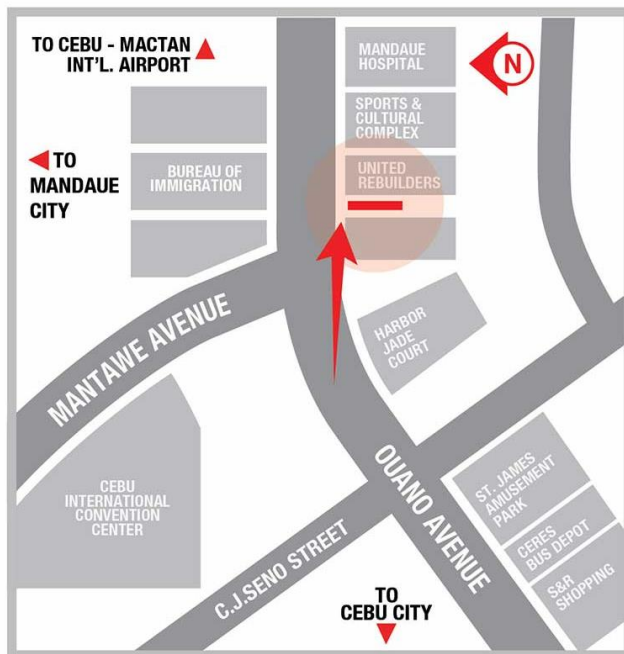 TO CEBU - MACTAN
INT'L. AIRPORT
MANDAUE
HOSPITAL
N
SPORTS &
CULTURAL
COMPLEX
TO
MANDAUE
CITY
BUREAU OF
IMMIGRATION
UNITED
REBUILDERS
MANTAWE AVENUE
HARBOR
JADE
COURT
CEBU
INTERNATIONAL
CONVENTION
CENTER
OUANO AVENUE
ST. JAMES
AMUSEMENT
PARK
CERES
BUS DEPOT
S&R
SHOPPING
C.J.SENO STREET
TO
CEBU CITY